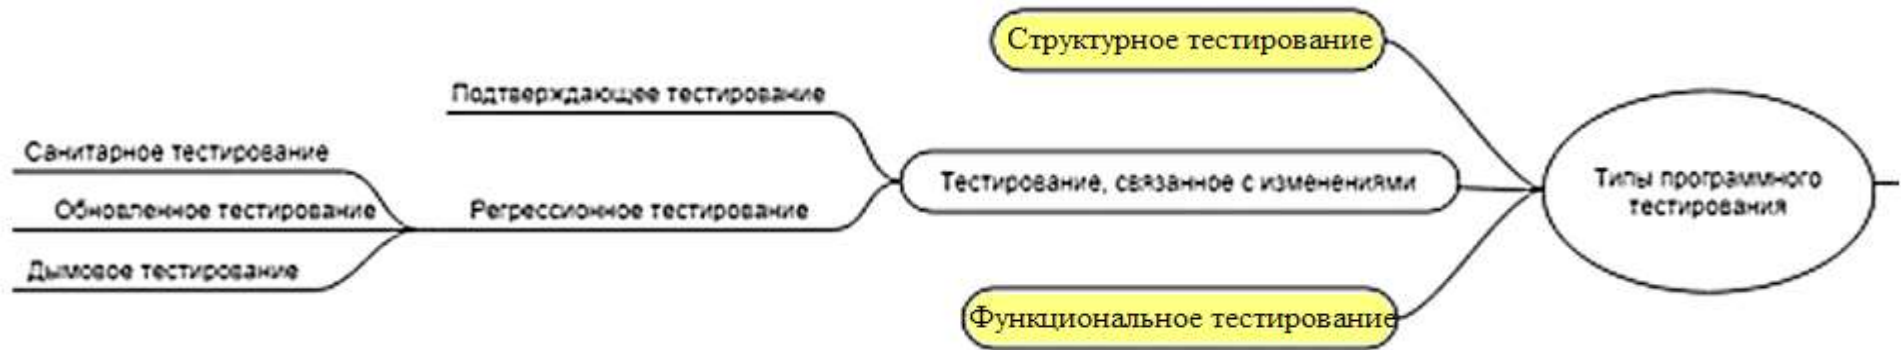 Структурное тестирование
Подтверждающее тестирование
Санитарное тестирование
Тестирование, связанное с изменениями
Типы программного
тестирования
Обновленное тестирование
Регрессионное тестирование
Дымовое тестирование
Функциональное тестирование